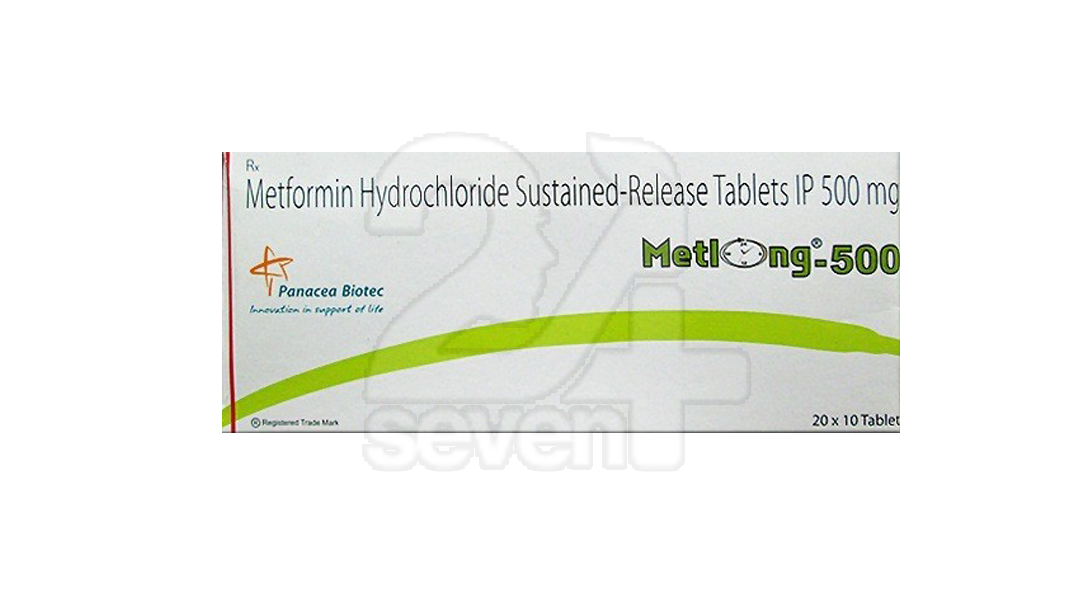 Rx
Metformin Hydrochloride Sustained-Release Tablets IP 500 mg
Metlong®-500
Panacea Biotec
Innovation in support of life
24
seven
® Registered Trade Mark
20 x 10 Tablet